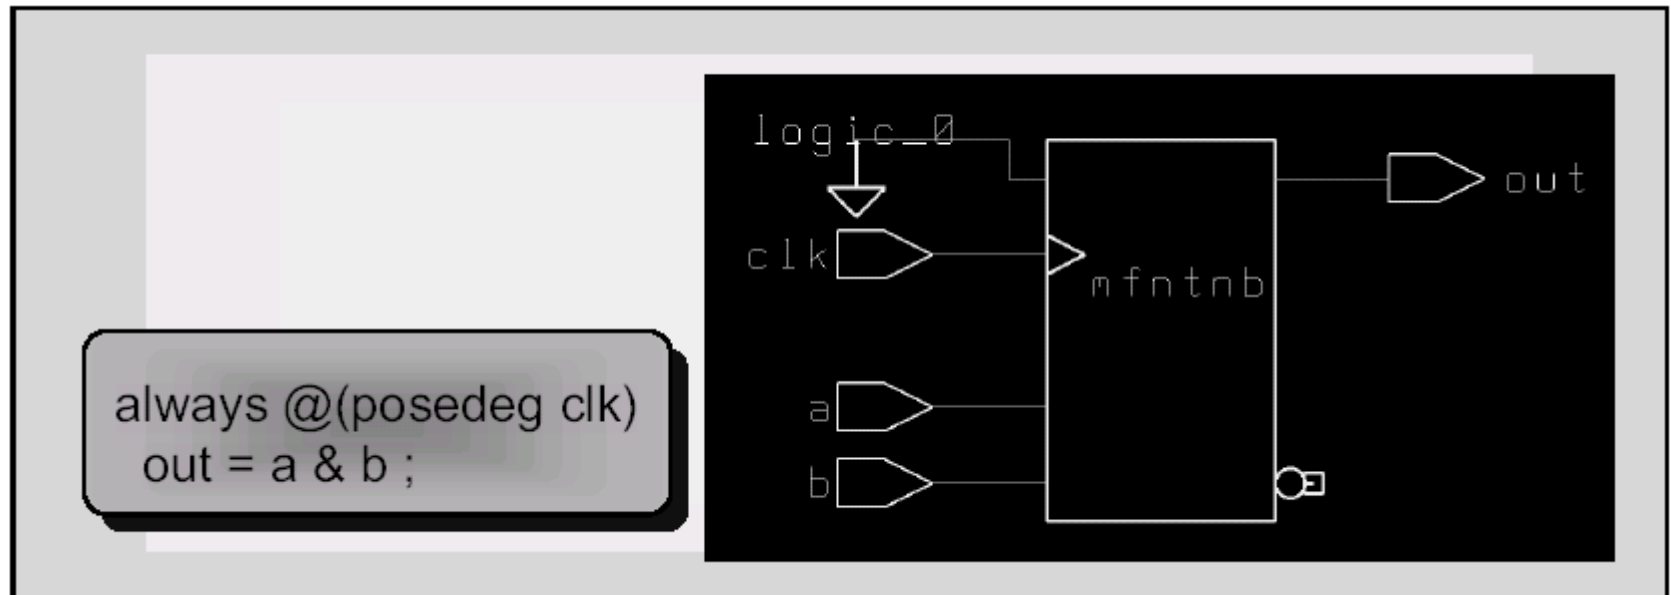 always @(posedeg clk)
out = a & b ;
logic_0
out
clk
mfntnb
a
b